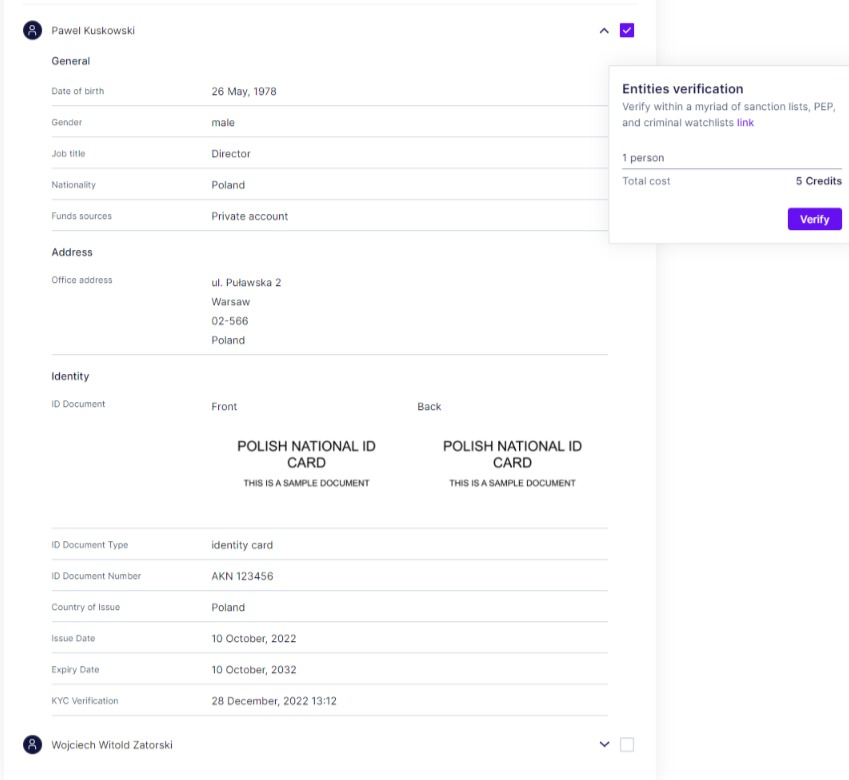 Pawel Kuskowski
General
Date of birth 26 May, 1978
Gender male
Job title Director
Nationality Poland
Funds sources Private account
Address
Office address ul. Puławska 2
Warsaw
02-566
Poland
Identity
ID Document Front Back
POLISH NATIONAL ID POLISH NATIONAL ID
CARD CARD
THIS IS A SAMPLE DOCUMENT THIS IS A SAMPLE DOCUMENT
ID Document Type identity card
ID Document Number AKN 123456
Country of Issue Poland
Issue Date 10 October, 2022
Expiry Date 10 October, 2032
KYC Verification 28 December, 2022 13:12
Wojciech Witold Zatorski
Entities verification
Verify within a myriad of sanction lists, PEP,
and criminal watchlists link
1 person
Total cost 5 Credits
Verify